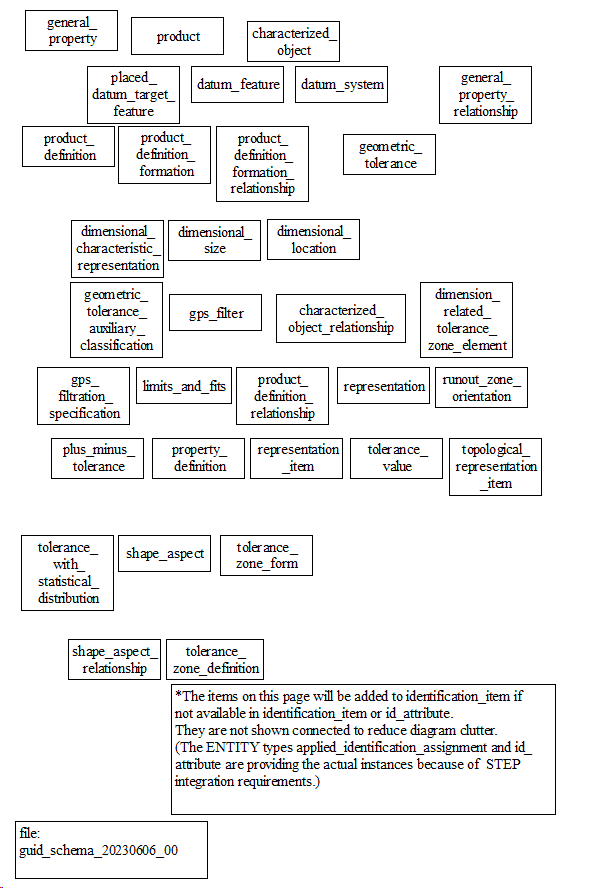 general_
property
product
characterized_
object
placed_
datum_target_
feature
datum_feature
datum_system
general_
property_
relationship
product_
definition
product_
definition_
formation
product_
definition_
formation_
relationship
geometric_
tolerance
dimensional_
characteristic_
representation
dimensional_
size
dimensional_
location
geometric_
tolerance_
auxiliary_
classification
gps_filter
characterized_
object_relationship
dimension_
related_
tolerance_
zone_element
gps_
filtration_
specification
limits_and_fits
product_
definition_
relationship
representation
runout_zone_
orientation
plus_minus_
tolerance
property_
definition
representation
_item
tolerance_
value
topological_
representation
_item
tolerance_
with_
statistical_
distribution
shape_aspect
tolerance_
zone_form
shape_aspect_
relationship
tolerance_
zone_definition
*The items on this page will be added to identification_item if
not available in identification_item or id_attribute.
They are not shown connected to reduce diagram clutter.
(The ENTITY types applied_identification_assignment and id_
attribute are providing the actual instances because of  STEP
integration requirements.)
file:
guid_schema_20230606_00